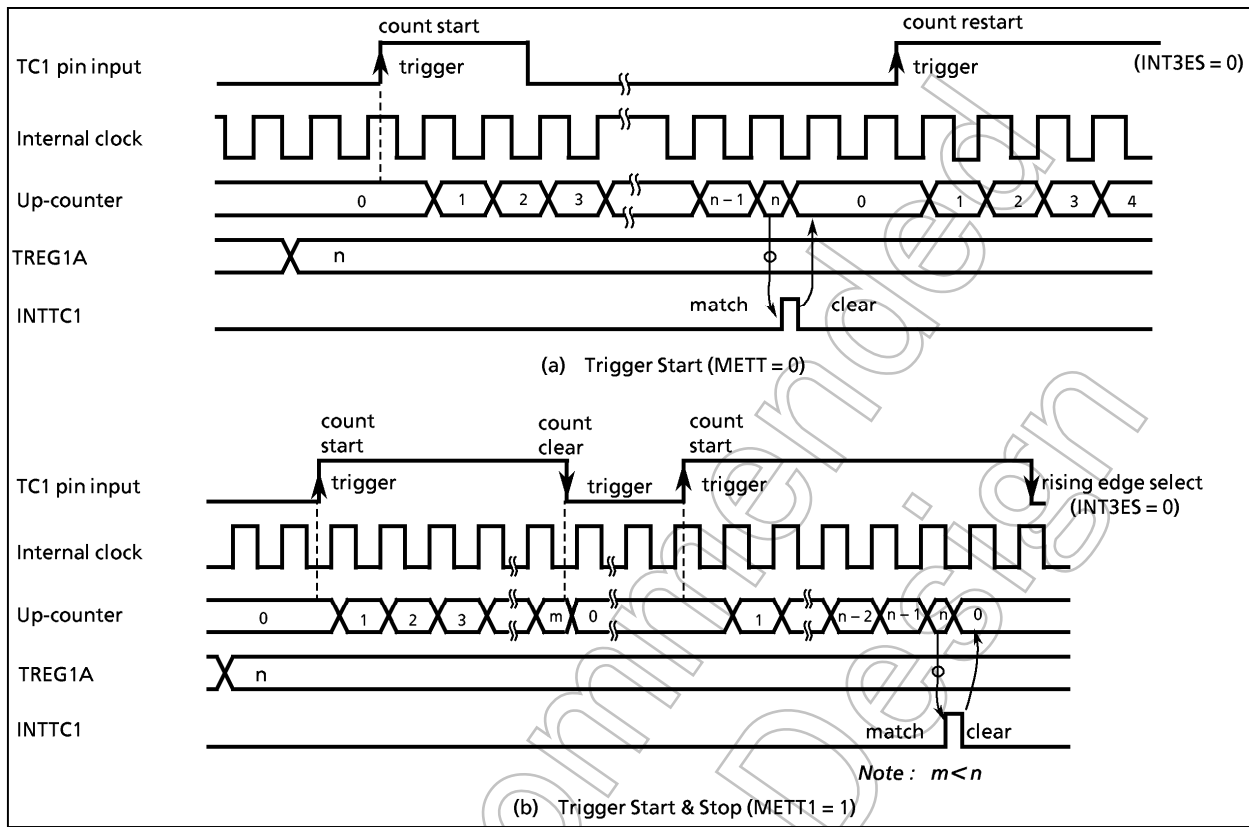 count start
count restart
TC1 pin input
trigger
trigger
(INT3ES = 0)
Internal clock
Up-counter
0
1
2
3
n – 1
n
0
1
2
3
4
TREG1A
n
INTTC1
match
clear
(a) Trigger Start (METT = 0)
count start
count clear
count start
TC1 pin input
trigger
trigger
trigger
rising edge select
(INT3ES = 0)
Internal clock
Up-counter
0
1
2
3
m
0
1
n – 2
n – 1
n
0
TREG1A
n
INTTC1
match
clear
Note : m < n
(b) Trigger Start & Stop (METT1 = 1)
ommended
Design